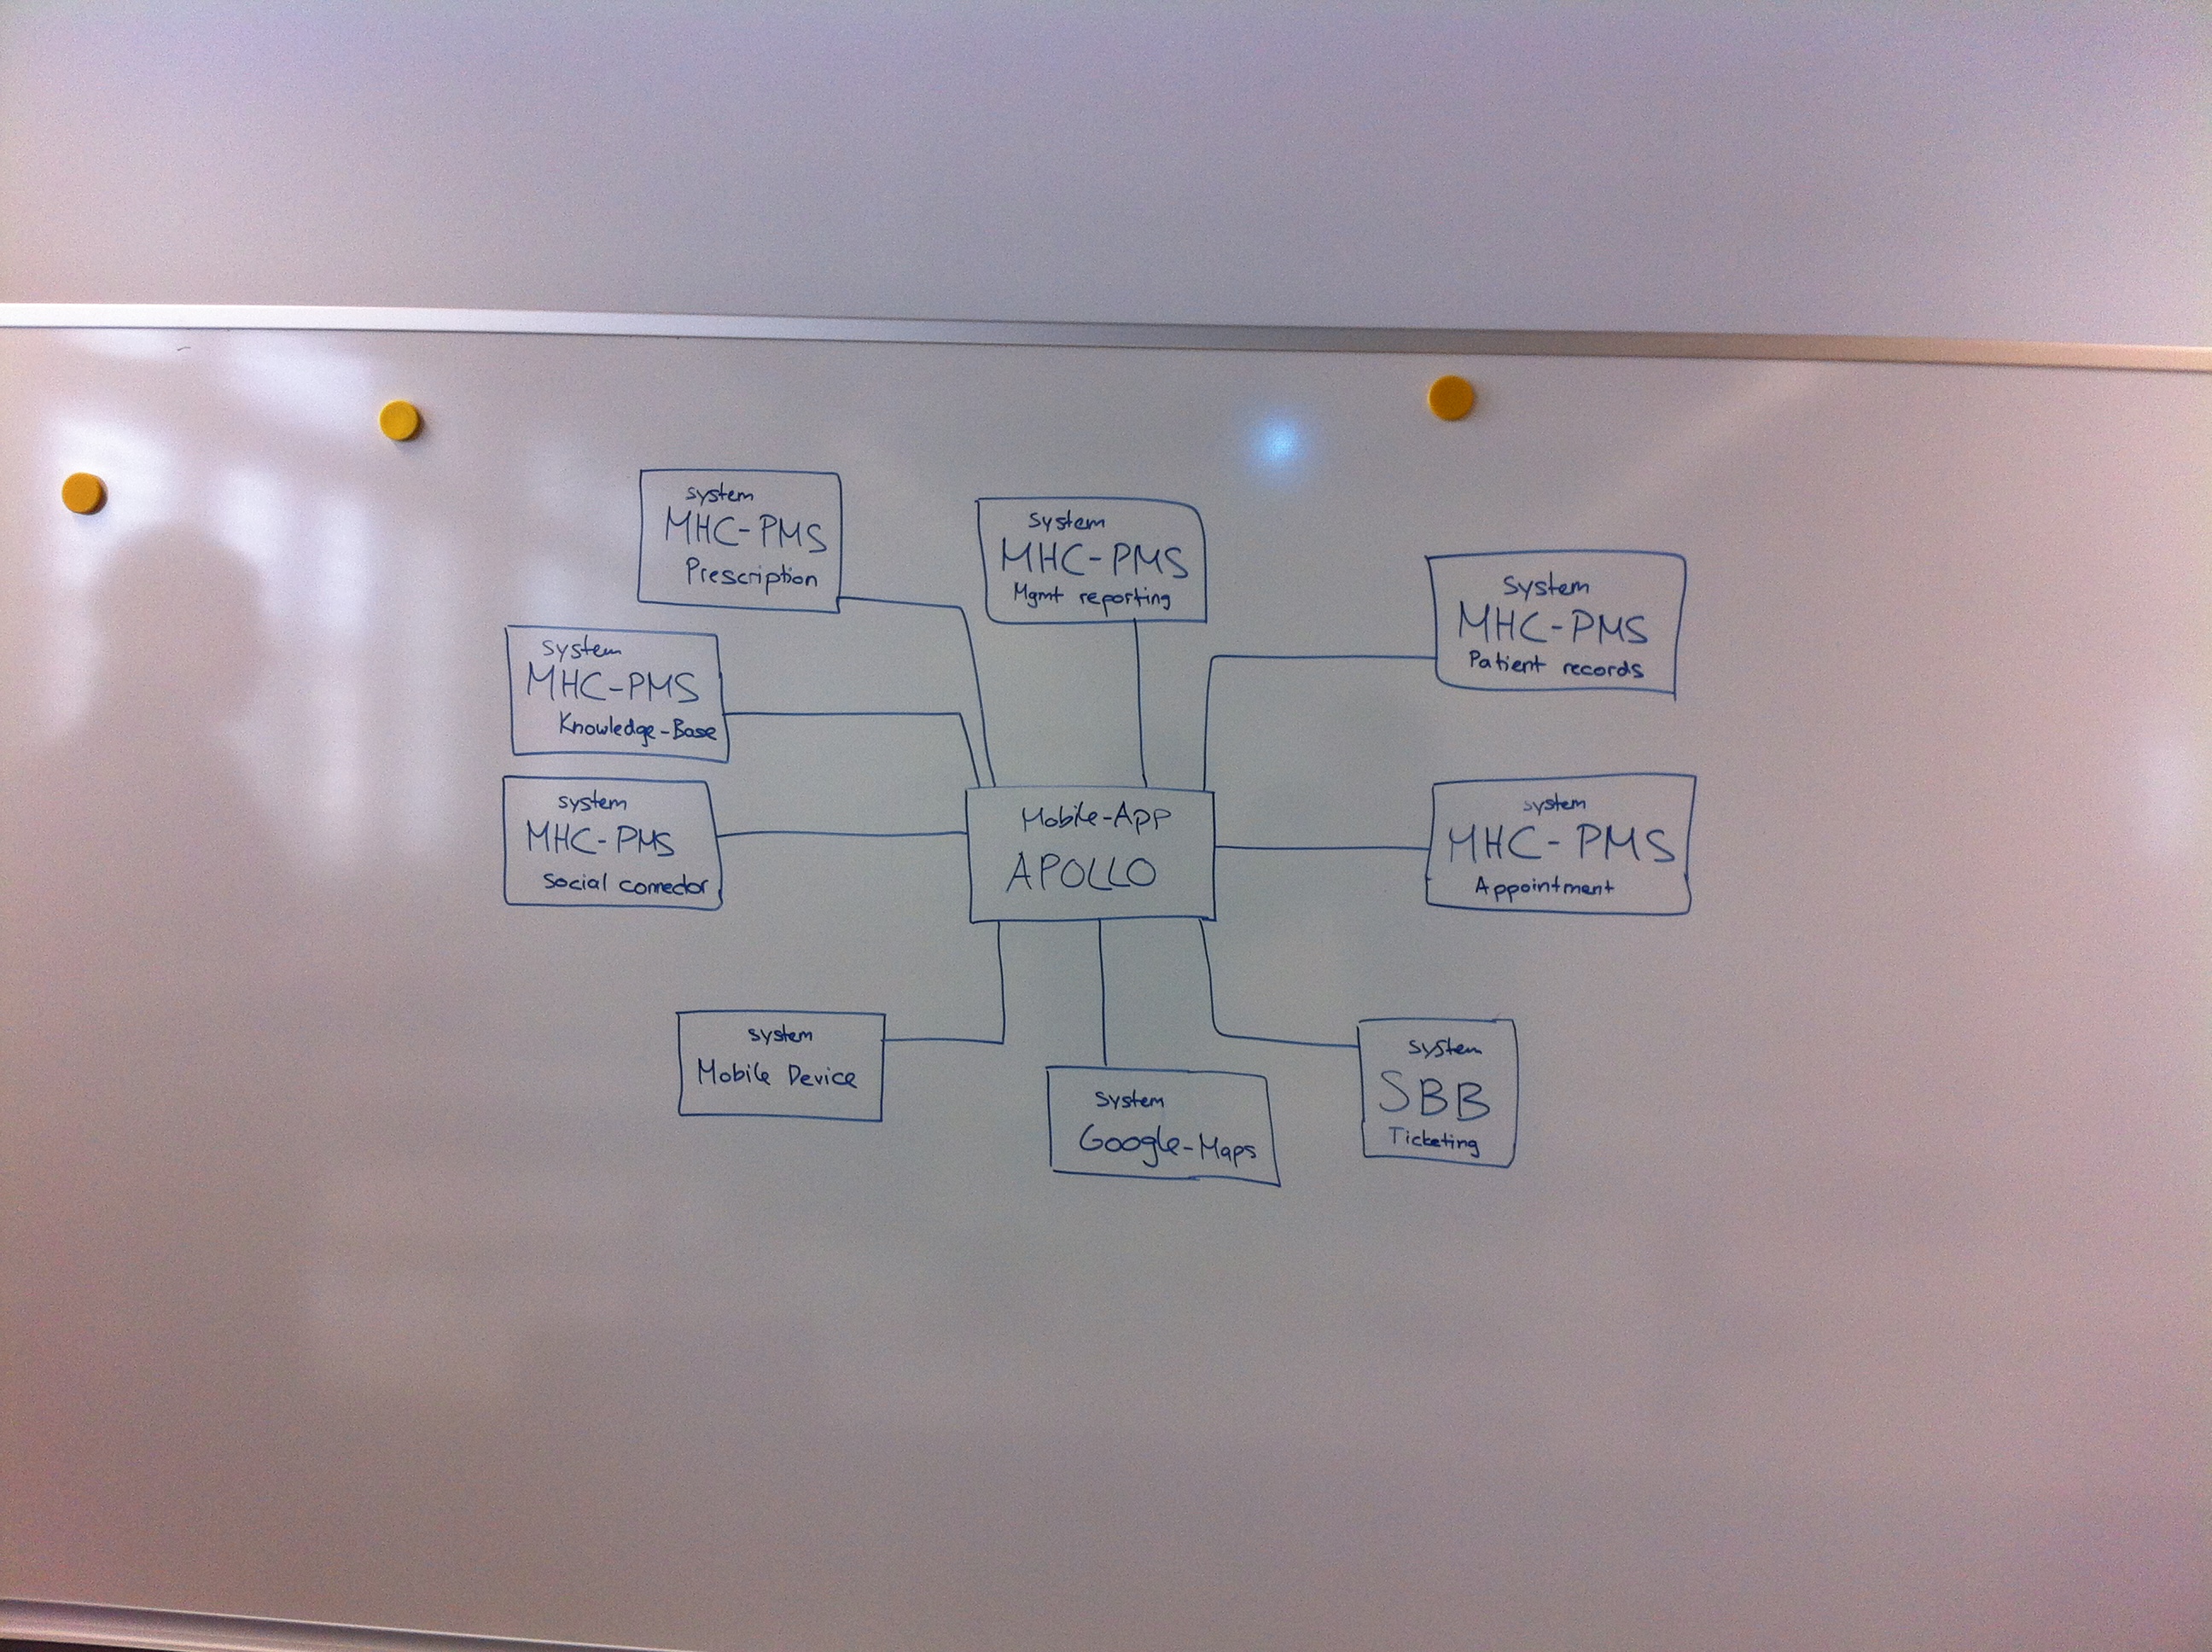 system
MHC-PMS
Prescription
system
MHC-PMS
Mgmt reporting
system
MHC-PMS
Patient records
system
MHC-PMS
Knowledge-Base
system
MHC-PMS
Social connector
Mobile-App
APOLLO
system
MHC-PMS
Appointment
system
Mobile Device
system
Google-Maps
system
SBB
Ticketing